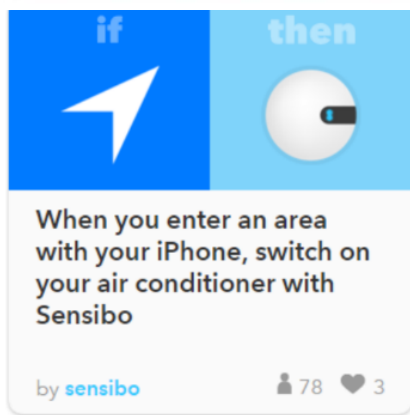 if then
When you enter an area
with your iPhone, switch on
your air conditioner with
Sensibo
by sensibo 78 3